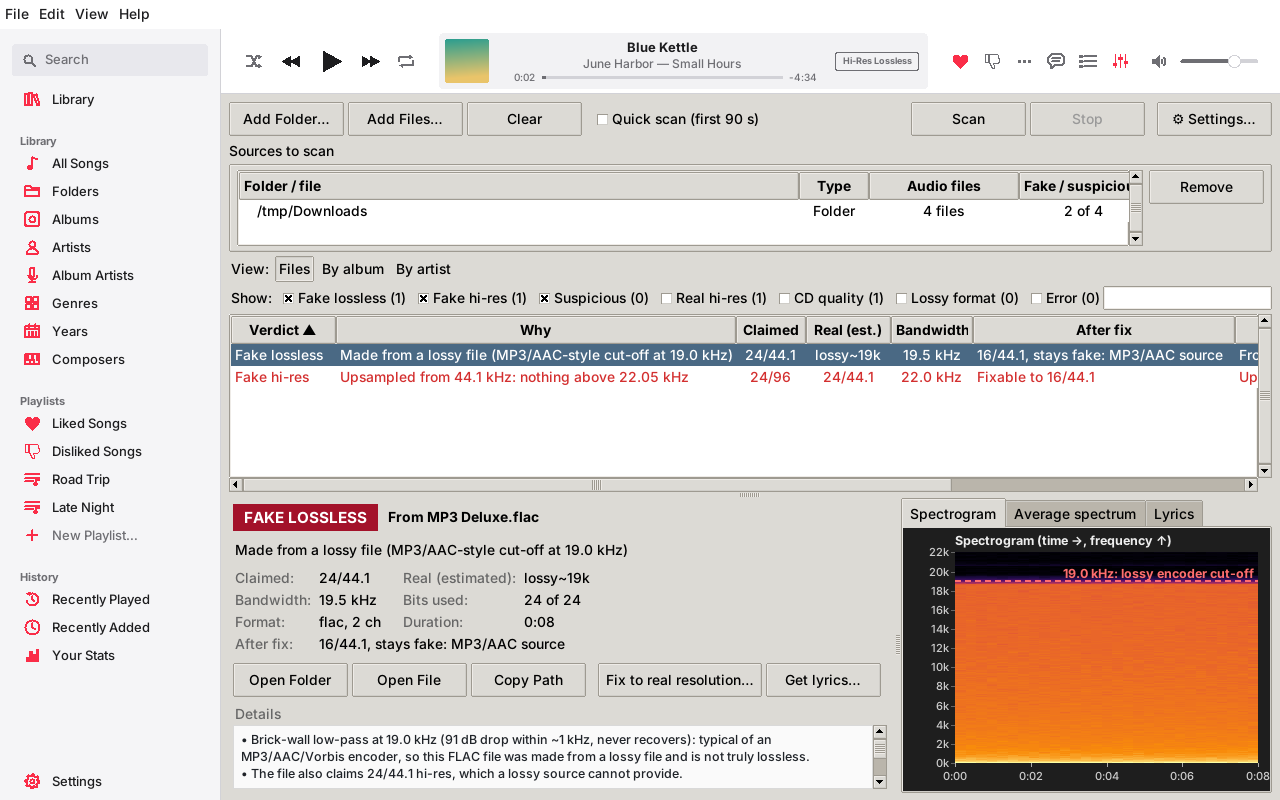 File Edit View Help
Search
Library
Library
All Songs
Folders
Albums
Artists
Album Artists
Genres
Years
Composers
Playlists
Liked Songs
Disliked Songs
Road Trip
Late Night
New Playlist...
History
Recently Played
Recently Added
Your Stats
Settings
Blue Kettle
June Harbor — Small Hours
0:02 -4:34
Hi-Res Lossless
Add Folder... Add Files... Clear Quick scan (first 90 s) Scan Stop ⚙ Settings...
Sources to scan
Folder / file Type Audio files Fake / suspiciou
/tmp/Downloads Folder 4 files 2 of 4
Remove
View: Files By album By artist
Show: Fake lossless (1) Fake hi-res (1) Suspicious (0) Real hi-res (1) CD quality (1) Lossy format (0) Error (0)
Verdict ▲ Why Claimed Real (est.) Bandwidth After fix
Fake lossless Made from a lossy file (MP3/AAC-style cut-off at 19.0 kHz) 24/44.1 lossy~19k 19.5 kHz 16/44.1, stays fake: MP3/AAC source Fro
Fake hi-res Upsampled from 44.1 kHz: nothing above 22.05 kHz 24/96 24/44.1 22.0 kHz Fixable to 16/44.1 Up
FAKE LOSSLESS From MP3 Deluxe.flac
Made from a lossy file (MP3/AAC-style cut-off at 19.0 kHz)
Claimed: 24/44.1 Real (estimated): lossy~19k
Bandwidth: 19.5 kHz Bits used: 24 of 24
Format: flac, 2 ch Duration: 0:08
After fix: 16/44.1, stays fake: MP3/AAC source
Open Folder Open File Copy Path Fix to real resolution... Get lyrics...
Details
• Brick-wall low-pass at 19.0 kHz (91 dB drop within ~1 kHz, never recovers): typical of an
MP3/AAC/Vorbis encoder, so this FLAC file was made from a lossy file and is not truly lossless.
• The file also claims 24/44.1 hi-res, which a lossy source cannot provide.
Spectrogram Average spectrum Lyrics
Spectrogram (time →, frequency ↑)
22k
20k
19.0 kHz: lossy encoder cut-off
18k
16k
14k
12k
10k
8k
6k
4k
2k
0k
0:00 0:02 0:04 0:06 0:08